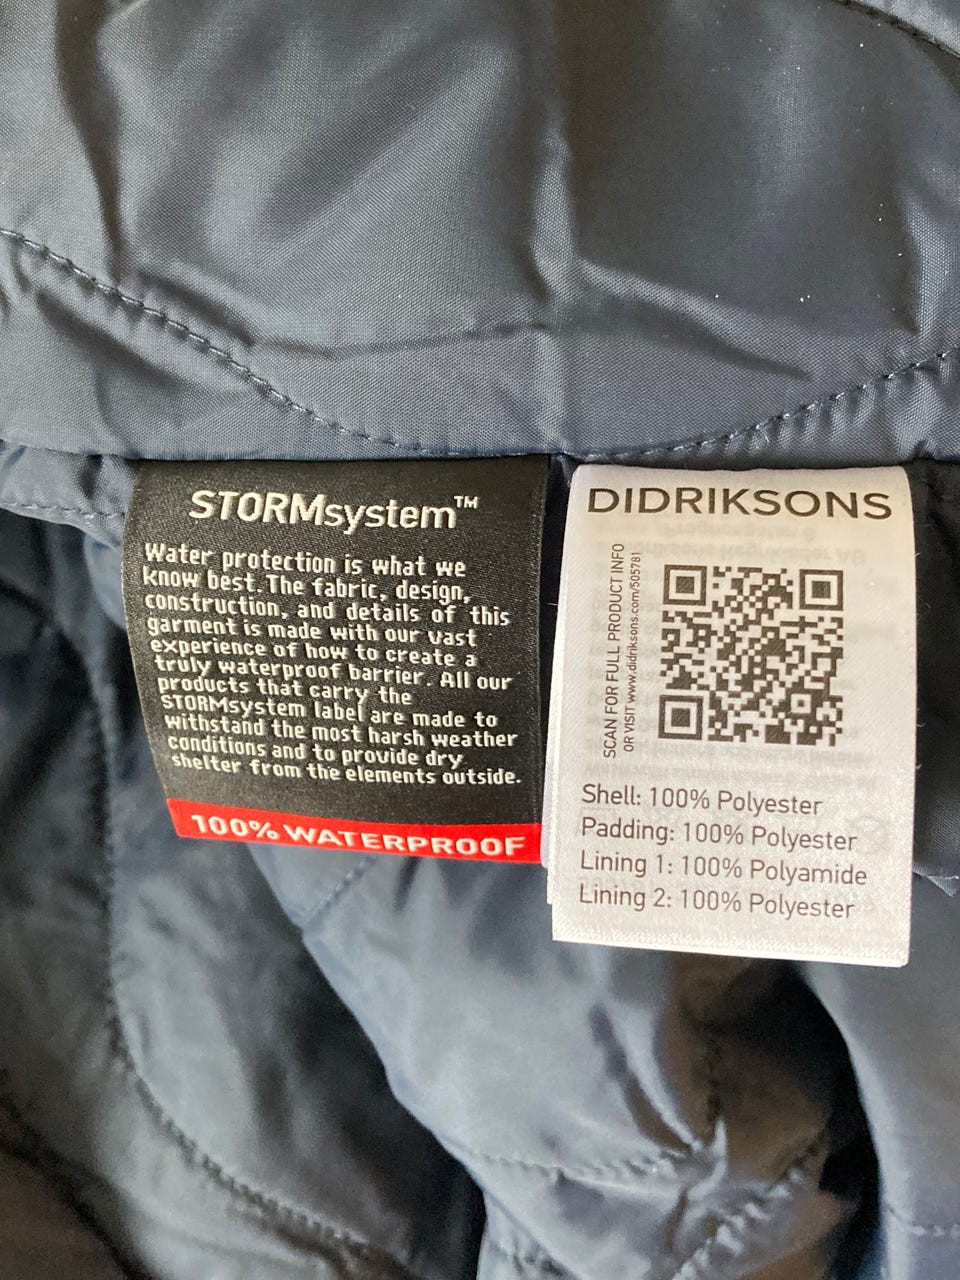 STORMsystem™
Water protection is what we
know best. The fabric, design,
construction, and details of this
garment is made with our vast
experience of how to create a
truly waterproof barrier. All our
products that carry the
STORMsystem label are made to
withstand the most harsh weather
conditions and to provide dry
shelter from the elements outside.
100% WATERPROOF
DIDRIKSONS
SCAN FOR FULL PRODUCT INFO
OR VISIT www.didriksons.com/505781
Shell: 100% Polyester
Padding: 100% Polyester
Lining 1: 100% Polyamide
Lining 2: 100% Polyester